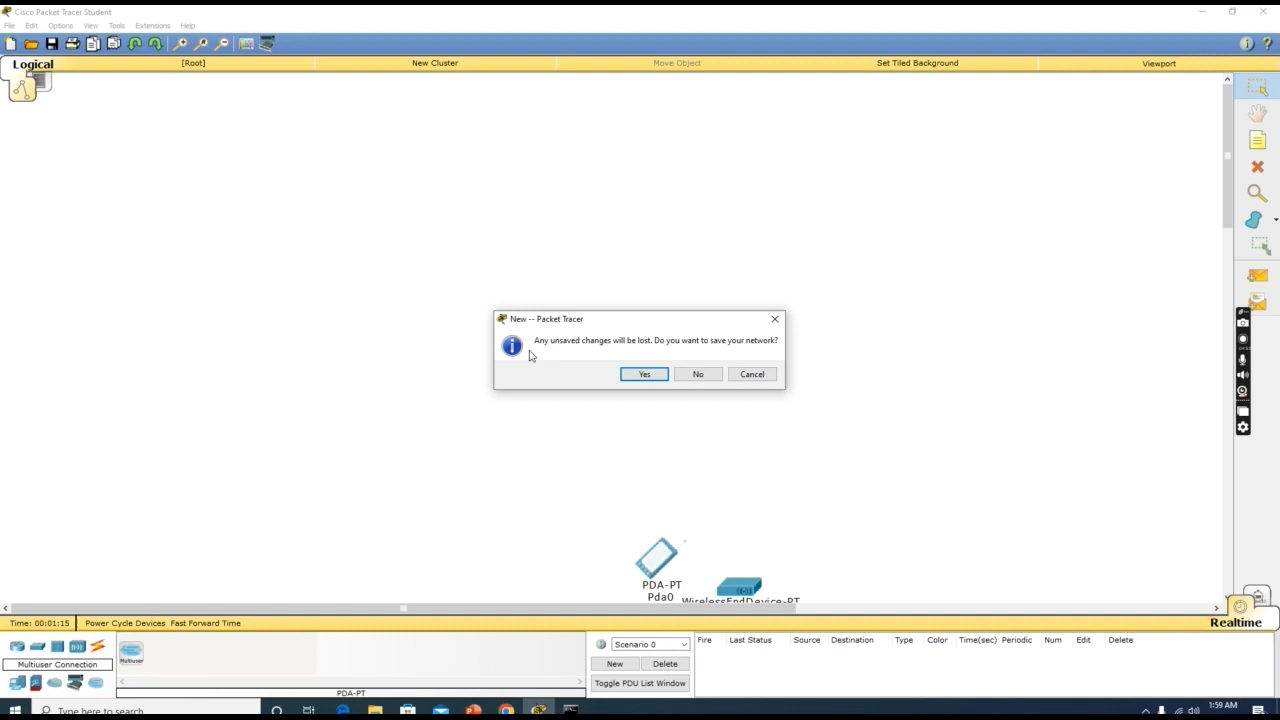 Cisco Packet Tracer Student
File Edit Options View Tools Extensions Help
Logical [Root] New Cluster Move Object Set Tiled Background Viewport
New -- Packet Tracer
Any unsaved changes will be lost. Do you want to save your network?
Yes No Cancel
PDA-PT
Pda0 WirelessEndDevice-PT
Time: 00:01:15 Power Cycle Devices Fast Forward Time Realtime
Scenario 0 Fire Last Status Source Destination Type Color Time(sec) Periodic Num Edit Delete
Multiuser
Multiuser Connection New Delete
Toggle PDU List Window
PDA-PT
Type here to search 1:59 AM